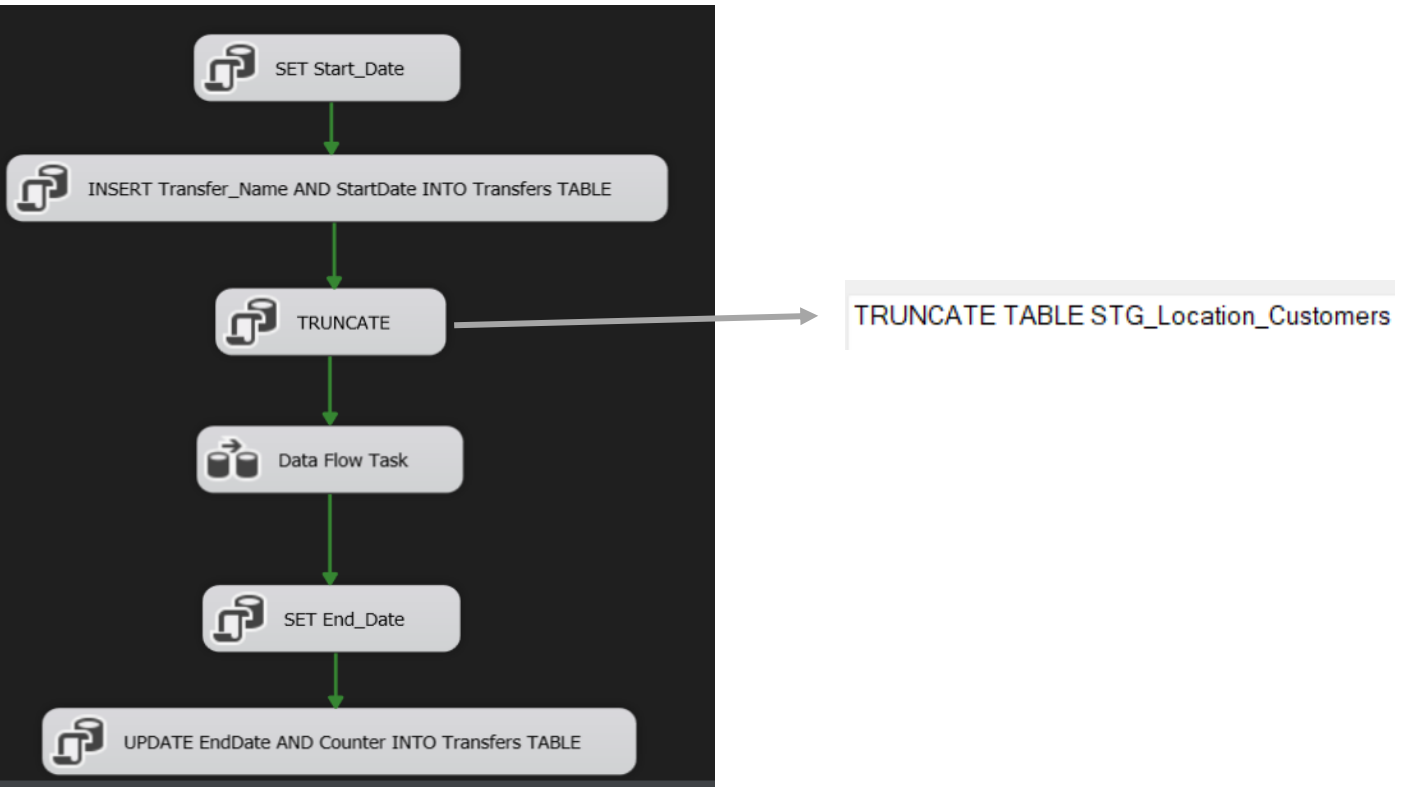 SET Start_Date
INSERT Transfer_Name AND StartDate INTO Transfers TABLE
TRUNCATE
TRUNCATE TABLE STG_Location_Customers
Data Flow Task
SET End_Date
UPDATE EndDate AND Counter INTO Transfers TABLE